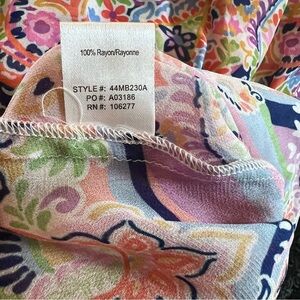 100% Rayon/Rayonne
STYLE #: 44MB230A
PO #: A03186
RN #: 106277